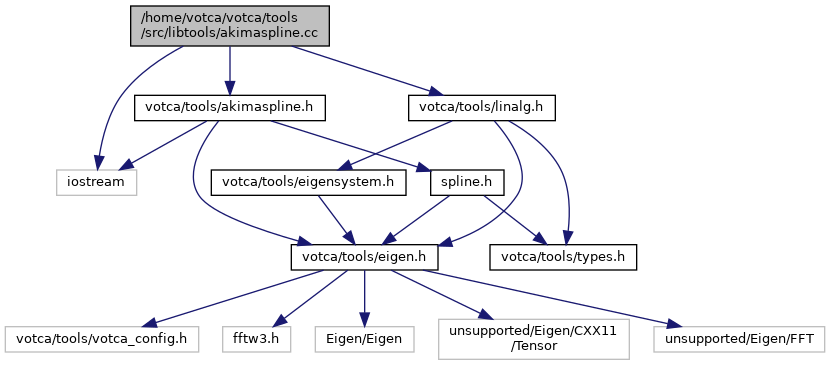 /home/votca/votca/tools
/src/libtools/akimaspline.cc
votca/tools/akimaspline.h
votca/tools/linalg.h
iostream
votca/tools/eigensystem.h
spline.h
votca/tools/eigen.h
votca/tools/types.h
votca/tools/votca_config.h
fftw3.h
Eigen/Eigen
unsupported/Eigen/CXX11
/Tensor
unsupported/Eigen/FFT